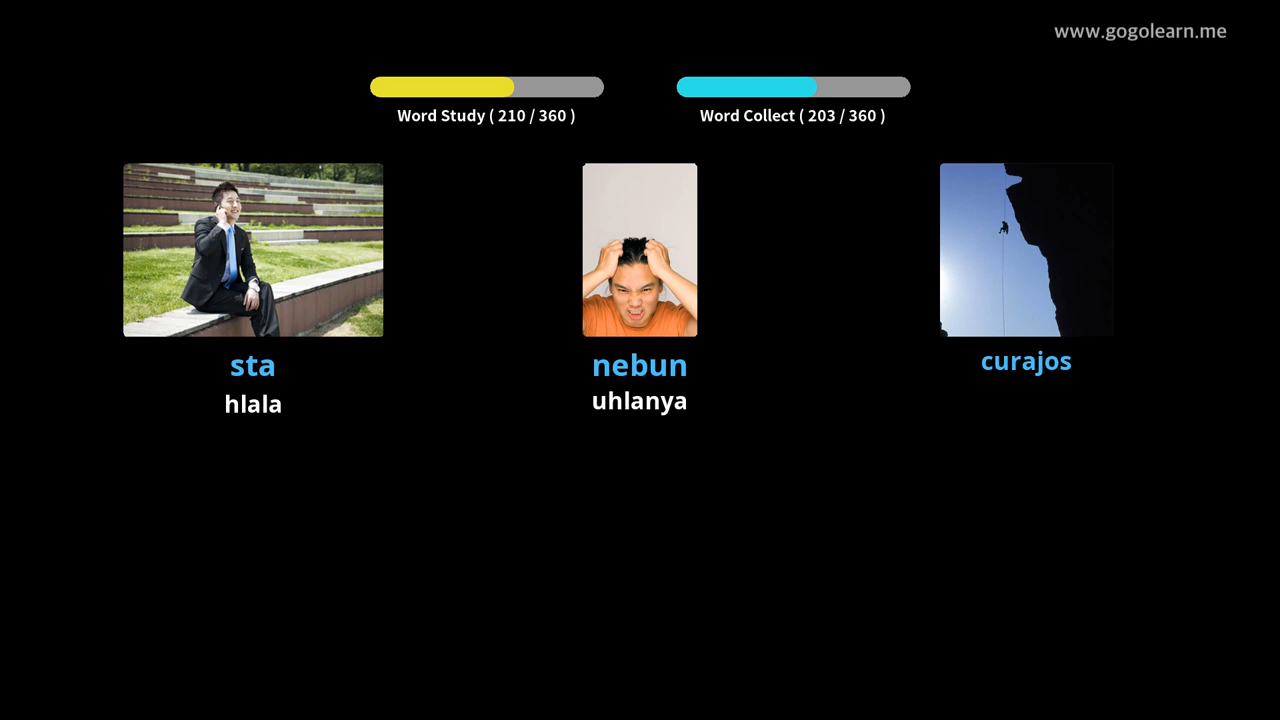 www.gogolearn.me
Word Study ( 210 / 360 )
Word Collect ( 203 / 360 )
sta
hlala
nebun
uhlanya
curajos